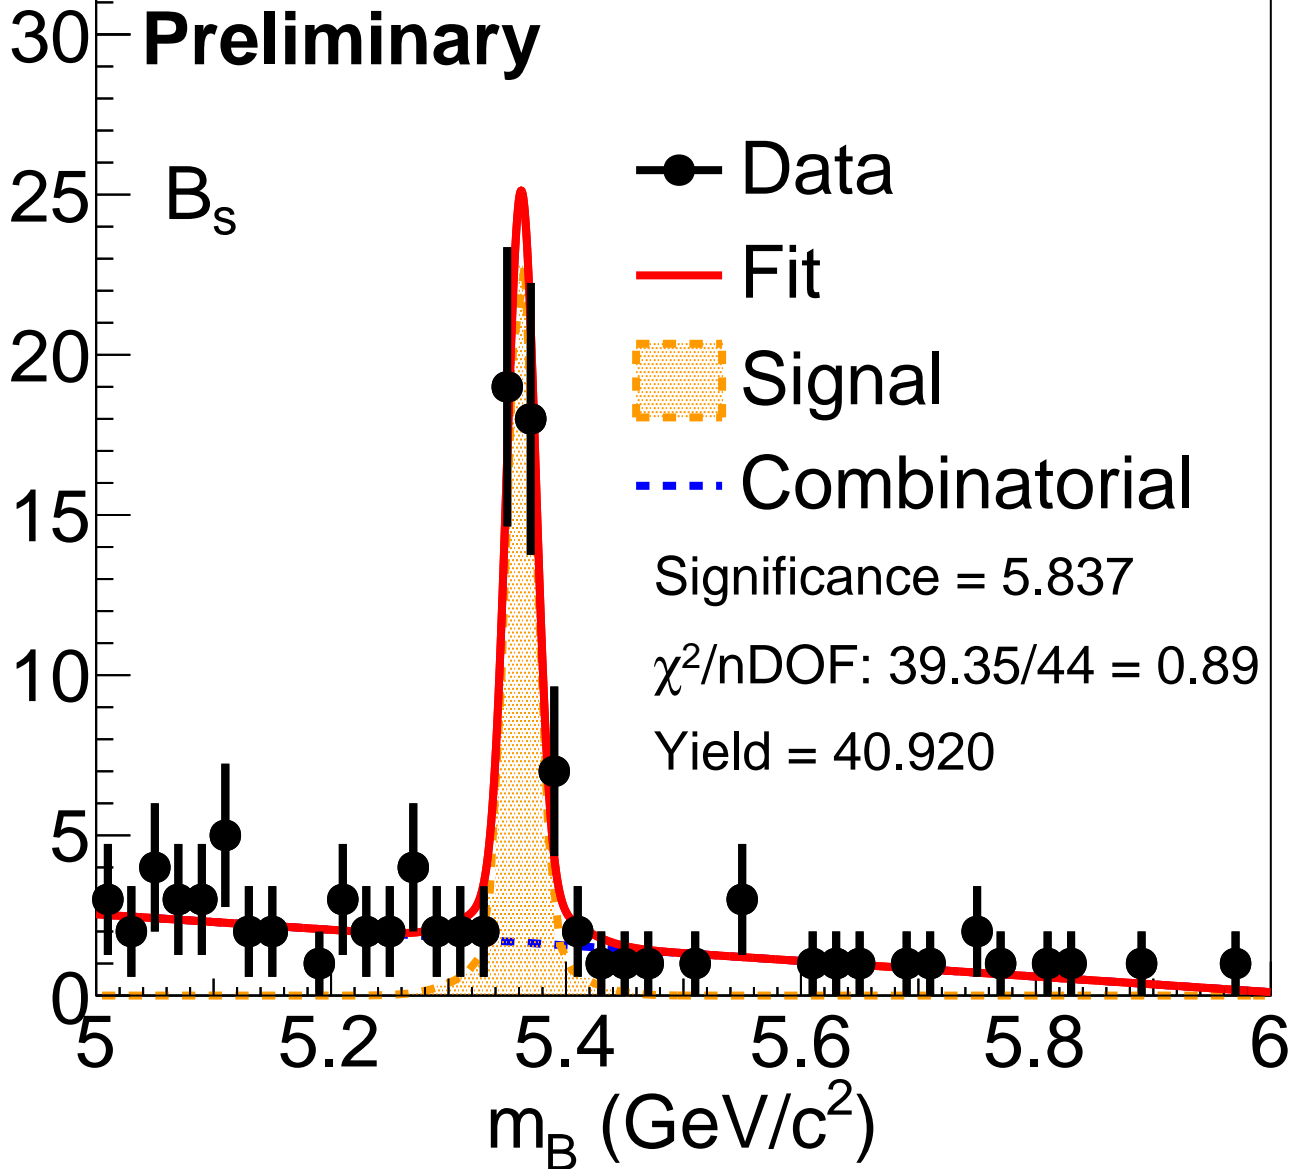 Preliminary
B_s
Data
Fit
Signal
Combinatorial
Significance = 5.837
χ²/nDOF: 39.35/44 = 0.89
Yield = 40.920
30
25
20
15
10
5
0
5 5.2 5.4 5.6 5.8 6
m_B (GeV/c²)